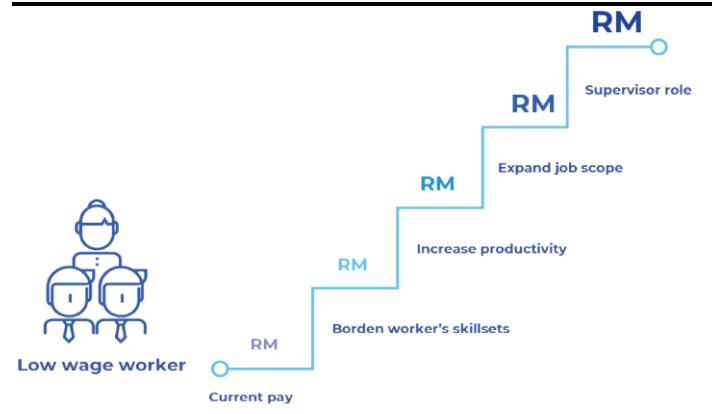 RM
Supervisor role
RM
Expand job scope
RM
Increase productivity
RM
Borden worker's skillsets
RM
Low wage worker
Current pay